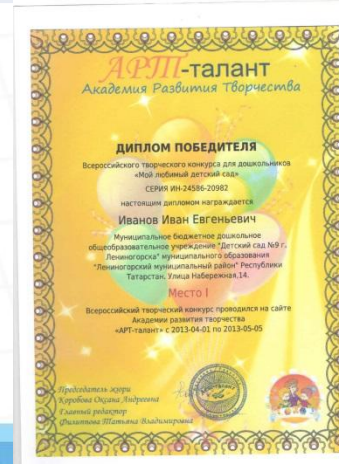 АРТ-талант
Академия Развития Творчества
ДИПЛОМ ПОБЕДИТЕЛЯ
Всероссийского творческого конкурса для дошкольников
«Мой любимый детский сад»
СЕРИЯ ИН-24586-20982
настоящим дипломом награждается
Иванов Иван Евгеньевич
Муниципальное бюджетное дошкольное
общеобразовательное учреждение "Детский сад №9 г.
Лениногорска" муниципального образования
"Лениногорский муниципальный район" Республики
Татарстан, Улица Набережная,14.
Место I
Всероссийский творческий конкурс проводился на сайте
Академии развития творчества
«АРТ-талант» с 2013-04-01 по 2013-05-05
Председатель жюри
Коробова Оксана Андреевна
Главный редактор
Филиппова Татьяна Владимировна